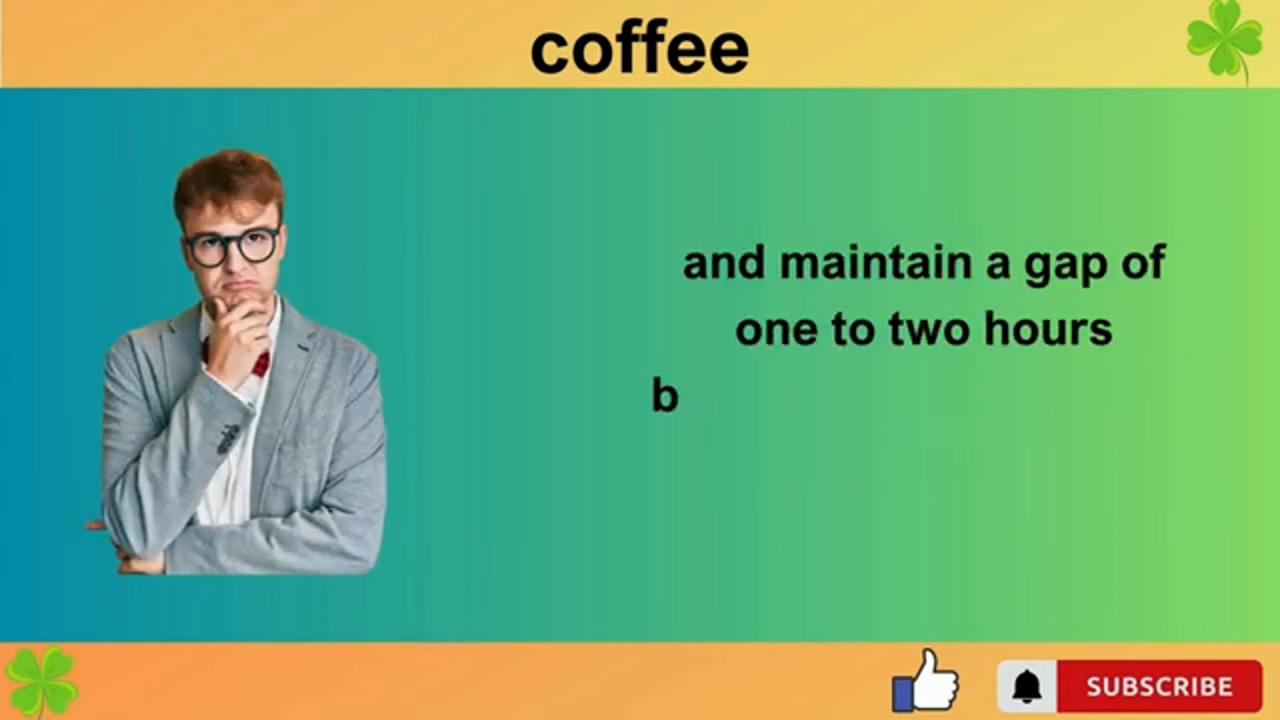 coffee
and maintain a gap of
one to two hours
b
SUBSCRIBE